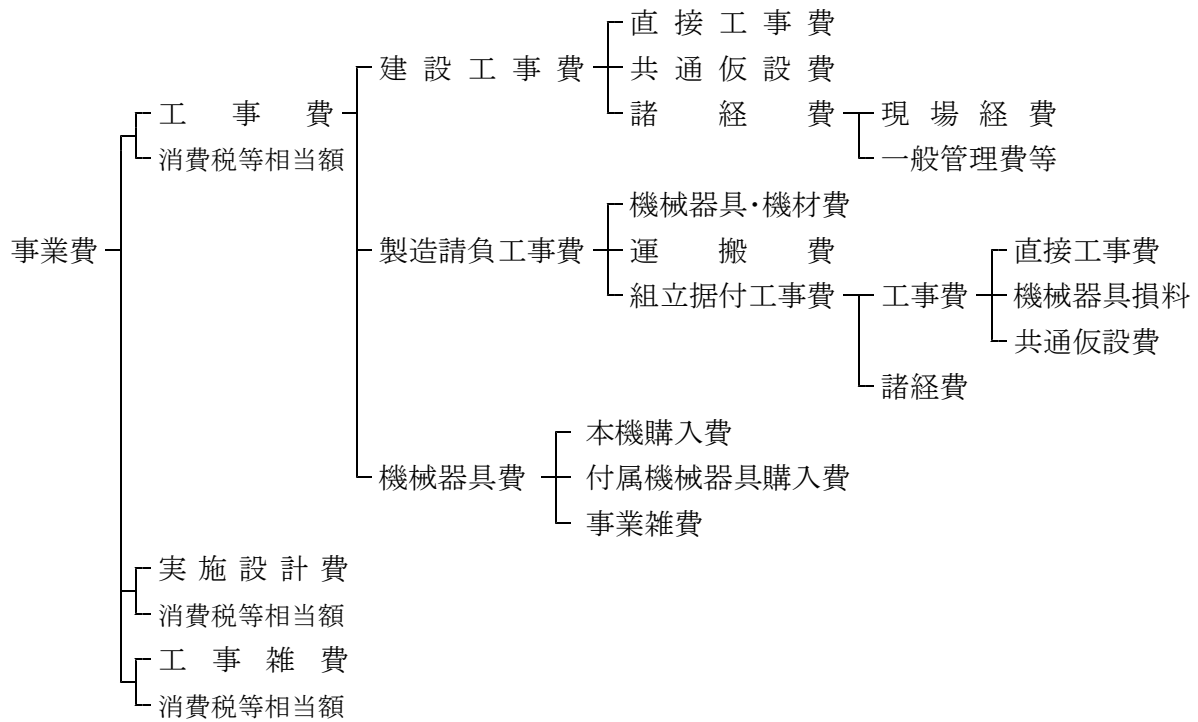 直接工事費
建設工事費 共通仮設費
工事費 諸経費 現場経費
消費税等相当額 一般管理費等
機械器具・機材費
事業費 製造請負工事費 運搬費 直接工事費
組立据付工事費 工事費 機械器具損料
共通仮設費
諸経費
本機購入費
機械器具費 付属機械器具購入費
事業雑費
実施設計費
消費税等相当額
工事雑費
消費税等相当額